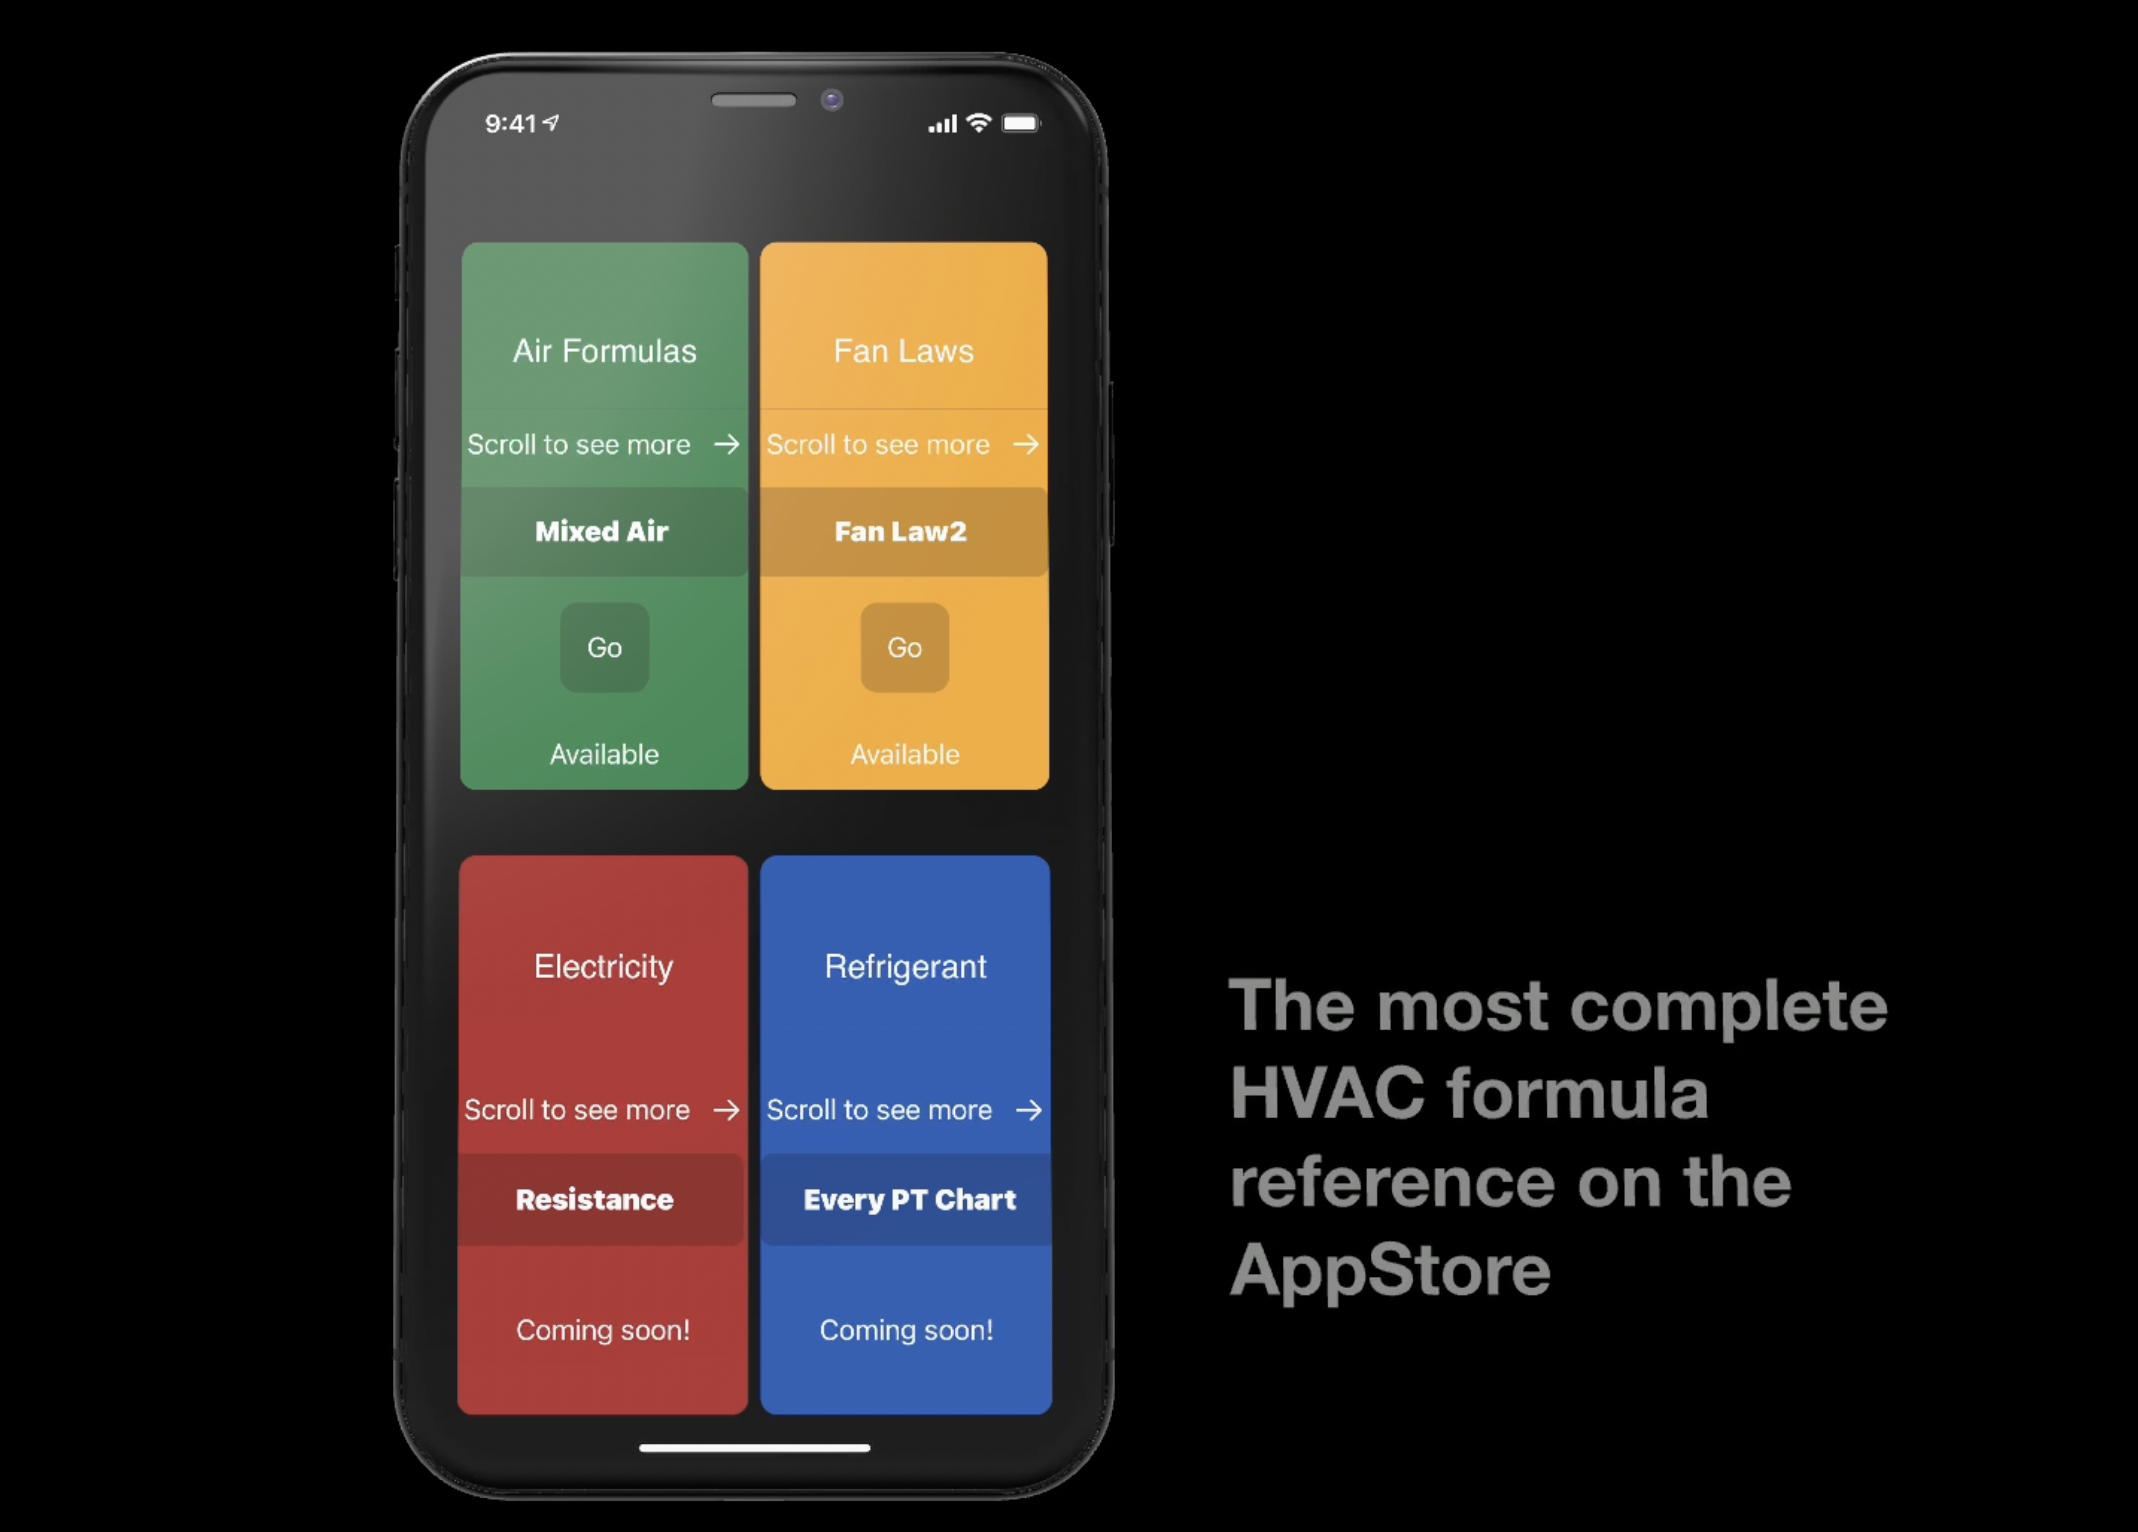 9:41
Air Formulas
Fan Laws
Scroll to see more →
Scroll to see more →
Mixed Air
Fan Law2
Go
Go
Available
Available
Electricity
Refrigerant
Scroll to see more →
Scroll to see more →
Resistance
Every PT Chart
Coming soon!
Coming soon!
The most complete
HVAC formula
reference on the
AppStore